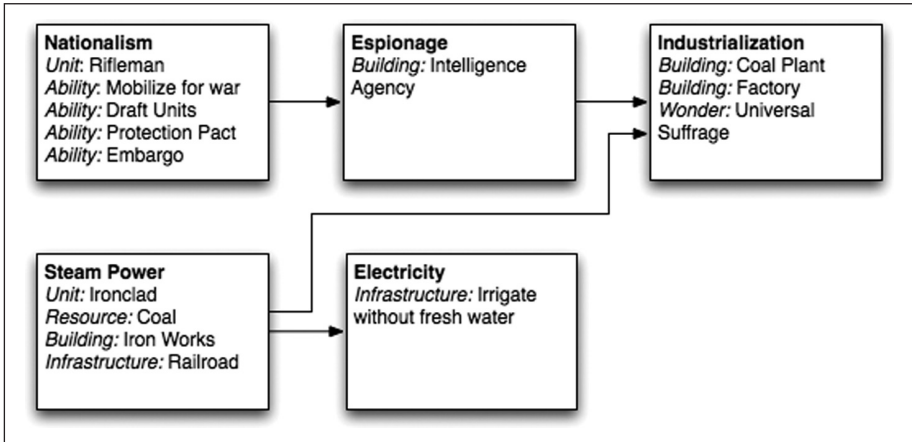 Nationalism
Unit: Rifleman
Ability: Mobilize for war
Ability: Draft Units
Ability: Protection Pact
Ability: Embargo
Espionage
Building: Intelligence
Agency
Industrialization
Building: Coal Plant
Building: Factory
Wonder: Universal
Suffrage
Steam Power
Unit: Ironclad
Resource: Coal
Building: Iron Works
Infrastructure: Railroad
Electricity
Infrastructure: Irrigate
without fresh water